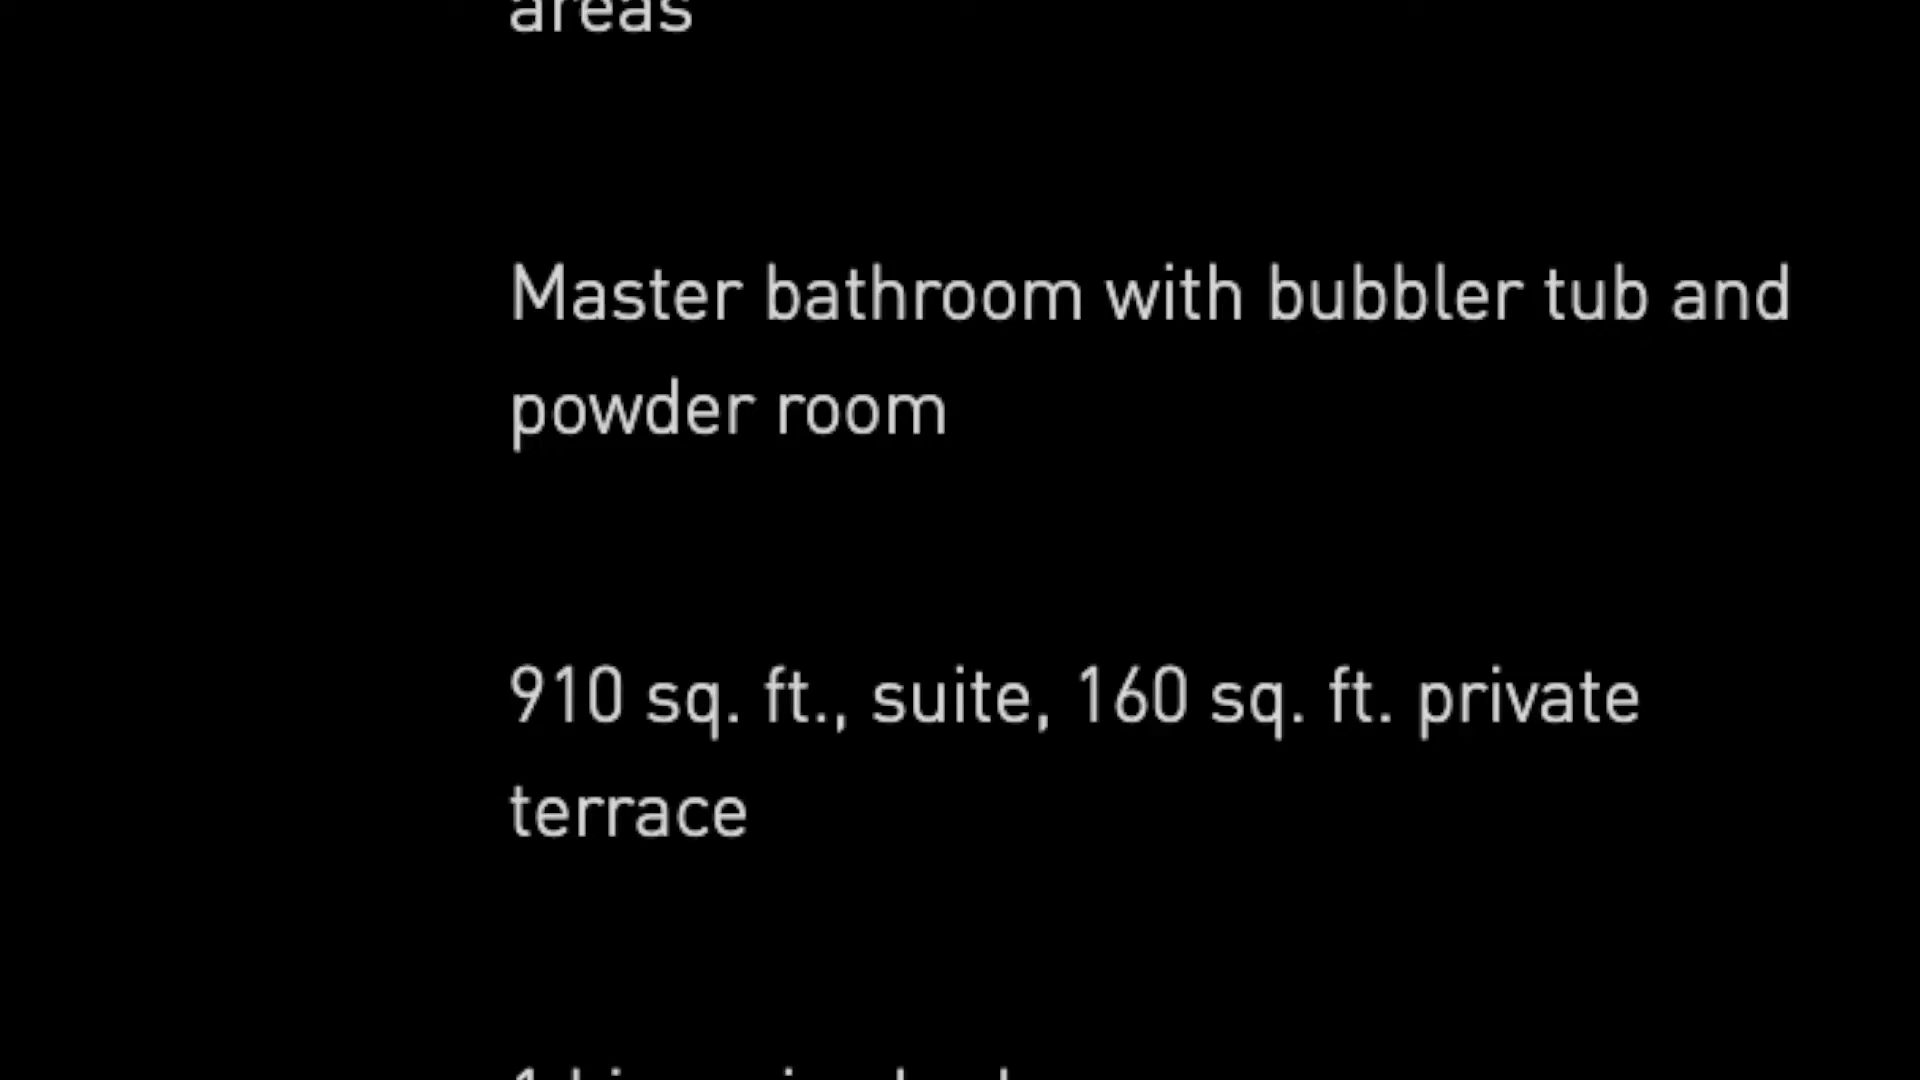 areas
Master bathroom with bubbler tub and
powder room
910 sq. ft., suite, 160 sq. ft. private
terrace